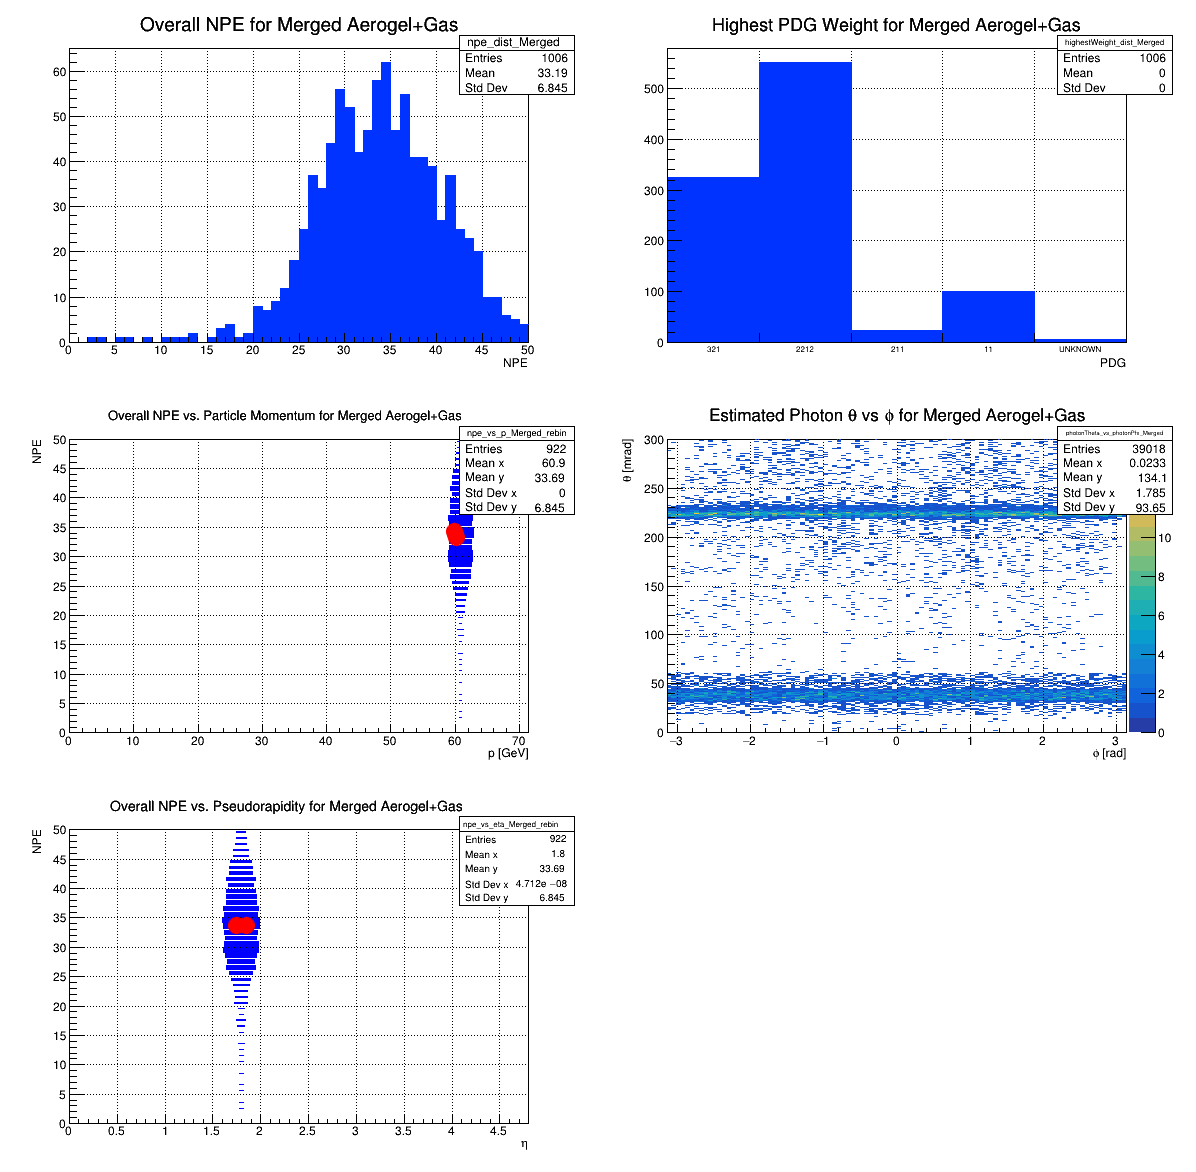 Overall NPE for Merged Aerogel+Gas
npe_dist_Merged
Entries 1006
Mean 33.19
Std Dev 6.845
60
50
40
30
20
10
0
0 5 10 15 20 25 30 35 40 45 50
NPE
Highest PDG Weight for Merged Aerogel+Gas
highestWeight_dist_Merged
Entries 1006
Mean 0
Std Dev 0
500
400
300
200
100
0
321 2212 211 11 UNKNOWN
PDG
Overall NPE vs. Particle Momentum for Merged Aerogel+Gas
npe_vs_p_Merged_rebin
Entries 922
Mean x 60.9
Mean y 33.69
Std Dev x 0
Std Dev y 6.845
NPE
50
45
40
35
30
25
20
15
10
5
0
0 10 20 30 40 50 60 70
p [GeV]
Estimated Photon θ vs ϕ for Merged Aerogel+Gas
photonTheta_vs_photonPhi_Merged
Entries 39018
Mean x 0.0233
Mean y 134.1
Std Dev x 1.785
Std Dev y 93.65
θ [mrad]
300
250
200
150
100
50
0
−3 −2 −1 0 1 2 3
ϕ [rad]
10
8
6
4
2
0
Overall NPE vs. Pseudorapidity for Merged Aerogel+Gas
npe_vs_eta_Merged_rebin
Entries 922
Mean x 1.8
Mean y 33.69
Std Dev x 4.712e −08
Std Dev y 6.845
NPE
50
45
40
35
30
25
20
15
10
5
0
0 0.5 1 1.5 2 2.5 3 3.5 4 4.5
η